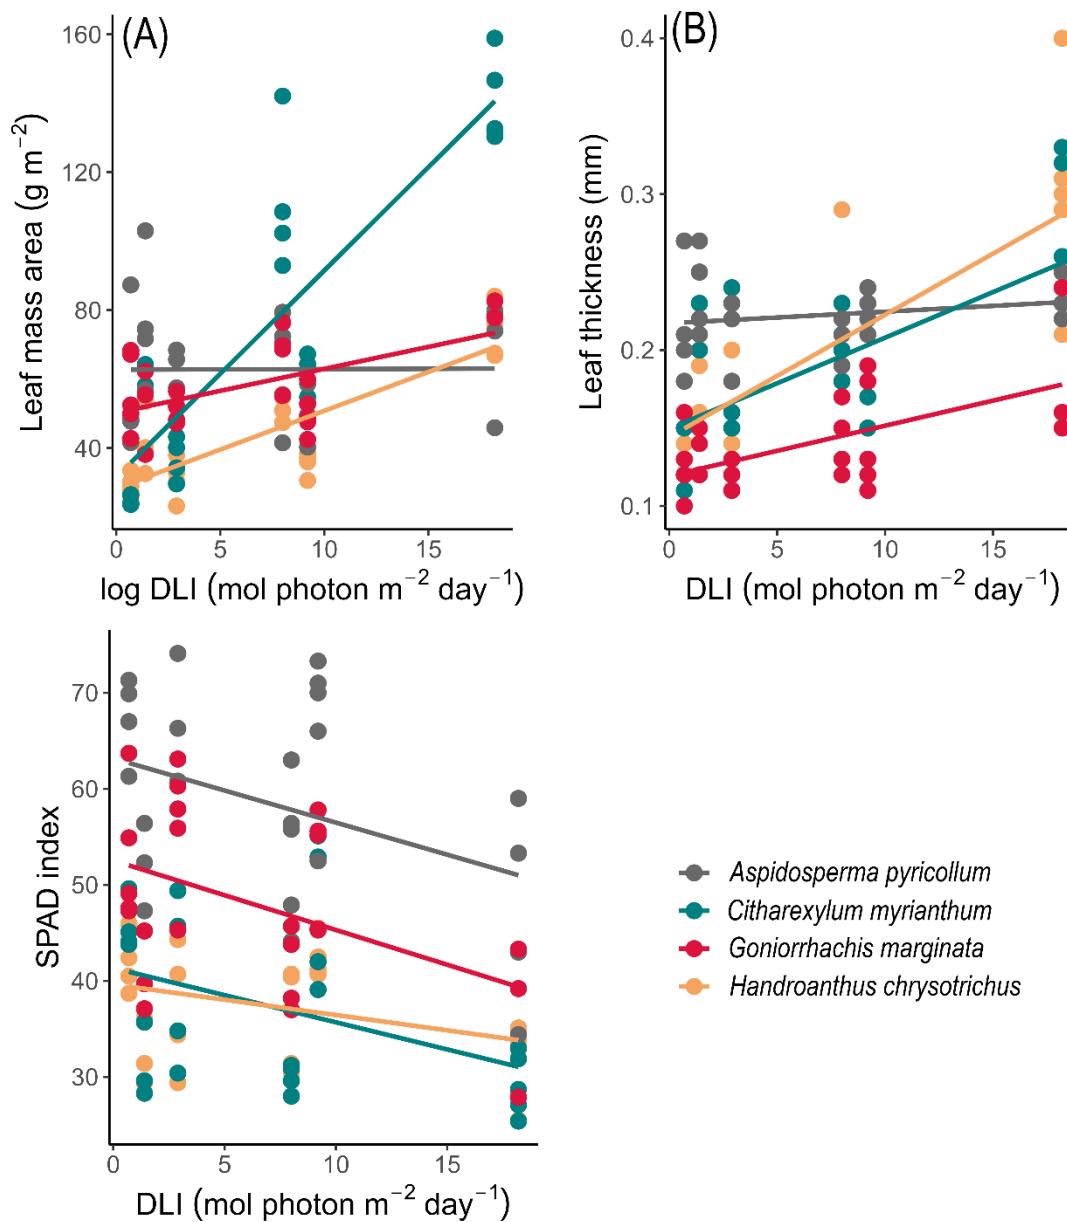 (A)
160
120
80
40
Leaf mass area (g m⁻²)
0 5 10 15
log DLI (mol photon m⁻² day⁻¹)
(B)
0.4
0.3
0.2
0.1
Leaf thickness (mm)
0 5 10 15
DLI (mol photon m⁻² day⁻¹)
70
60
50
40
30
SPAD index
0 5 10 15
DLI (mol photon m⁻² day⁻¹)
Aspidosperma pyricollum
Citharexylum myrianthum
Goniorrhachis marginata
Handroanthus chrysotrichus